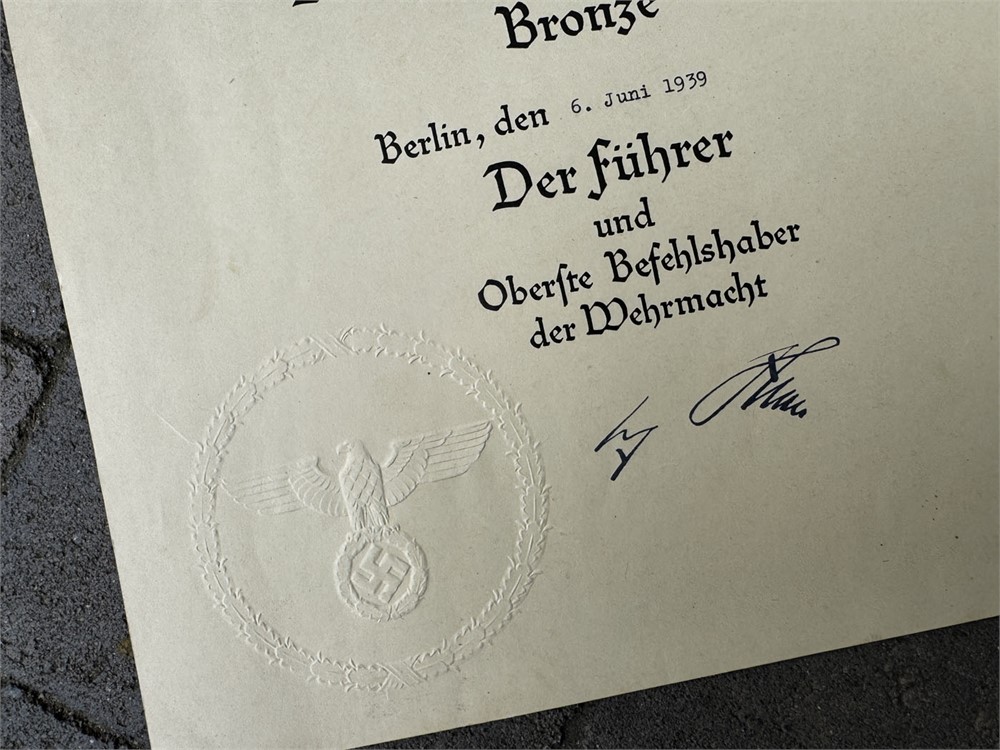 Bronze
Berlin, den 6. Juni 1939
Der Führer
und
Oberſte Befehlshaber
der Wehrmacht